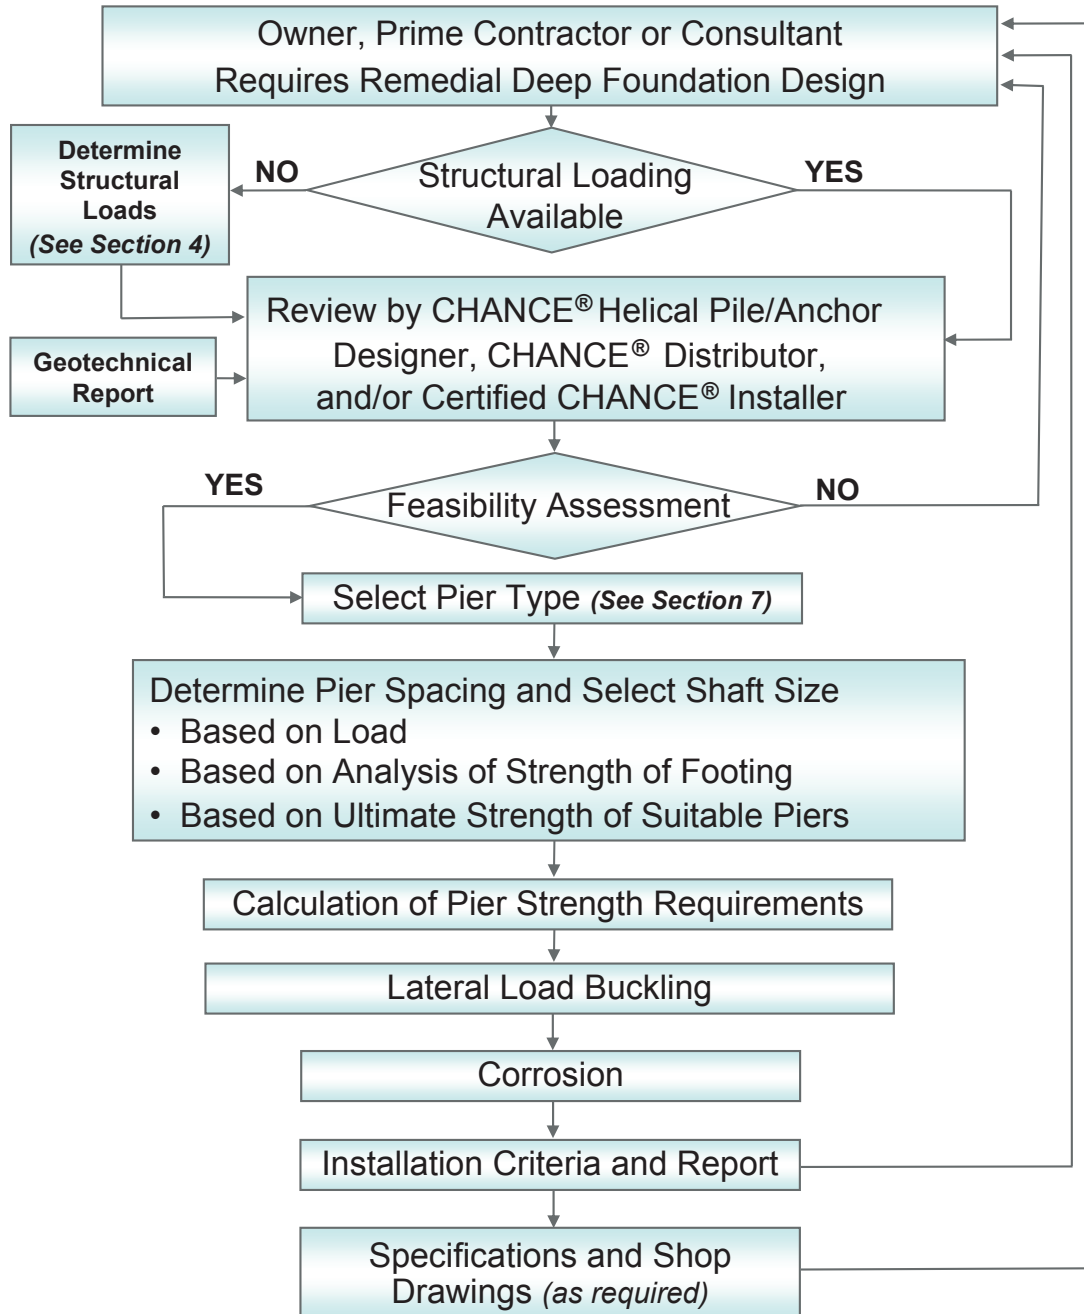 Owner, Prime Contractor or Consultant
Requires Remedial Deep Foundation Design
Determine
Structural
Loads
(See Section 4)
NO
Structural Loading
Available
YES
Review by CHANCE® Helical Pile/Anchor
Designer, CHANCE® Distributor,
and/or Certified CHANCE® Installer
Geotechnical
Report
YES
Feasibility Assessment
NO
Select Pier Type (See Section 7)
Determine Pier Spacing and Select Shaft Size
• Based on Load
• Based on Analysis of Strength of Footing
• Based on Ultimate Strength of Suitable Piers
Calculation of Pier Strength Requirements
Lateral Load Buckling
Corrosion
Installation Criteria and Report
Specifications and Shop
Drawings (as required)